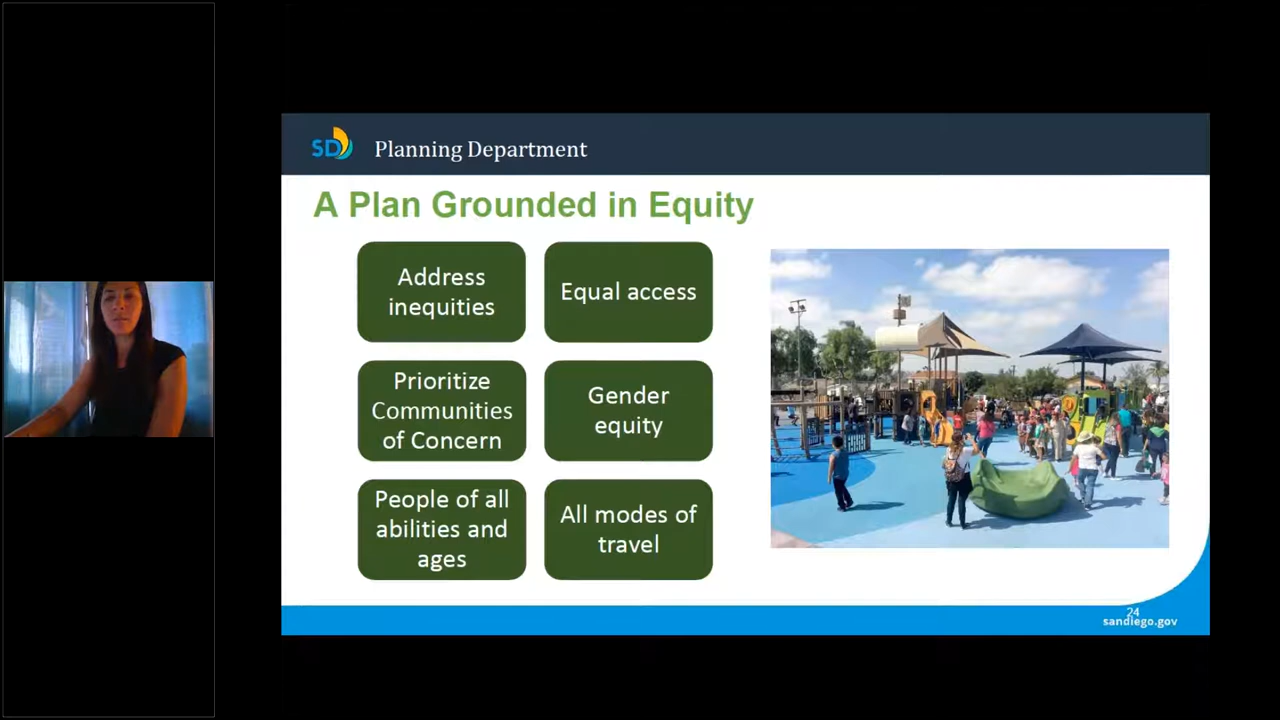 SD
Planning Department
A Plan Grounded in Equity
Address
inequities
Equal access
Prioritize
Communities
of Concern
Gender
equity
People of all
abilities and
ages
All modes of
travel
24
sandiego.gov